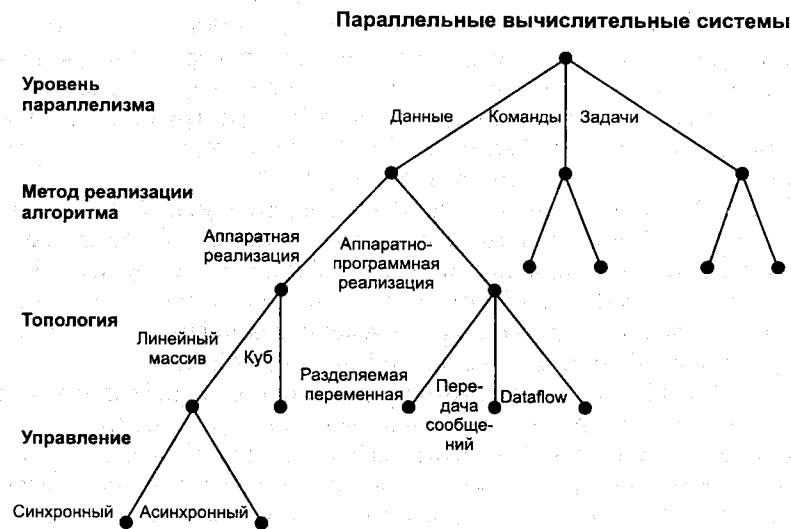 Параллельные вычислительные системы
Уровень
параллелизма
Данные
Команды
Задачи
Метод реализации
алгоритма
Аппаратная
реализация
Аппаратно-
программная
реализация
Топология
Линейный
массив
Куб
Разделяемая
переменная
Пере-
дача
сообще-
ний
Dataflow
Управление
Синхронный
Асинхронный